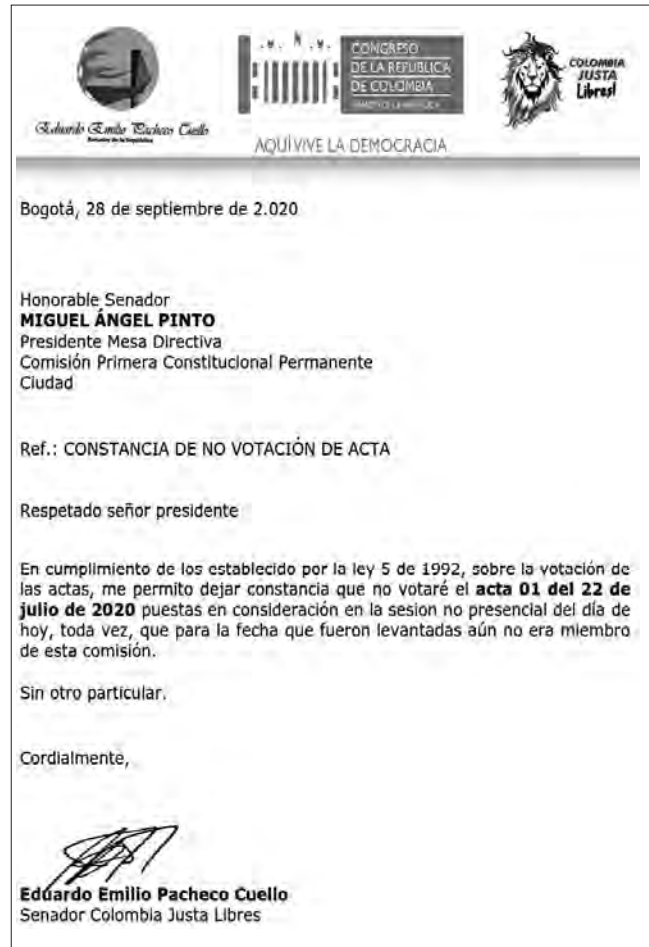 Eduardo Emilio Pacheco Cuello
Senador de la República
CONGRESO
DE LA REPÚBLICA
DE COLOMBIA
AQUÍ VIVE LA DEMOCRACIA
COLOMBIA
JUSTA
Libres!
Bogotá, 28 de septiembre de 2.020
Honorable Senador
MIGUEL ÁNGEL PINTO
Presidente Mesa Directiva
Comisión Primera Constitucional Permanente
Ciudad
Ref.: CONSTANCIA DE NO VOTACIÓN DE ACTA
Respetado señor presidente
En cumplimiento de los establecido por la ley 5 de 1992, sobre la votación de
las actas, me permito dejar constancia que no votaré el acta 01 del 22 de
julio de 2020 puestas en consideración en la sesion no presencial del día de
hoy, toda vez, que para la fecha que fueron levantadas aún no era miembro
de esta comisión.
Sin otro particular.
Cordialmente,
Eduardo Emilio Pacheco Cuello
Senador Colombia Justa Libres